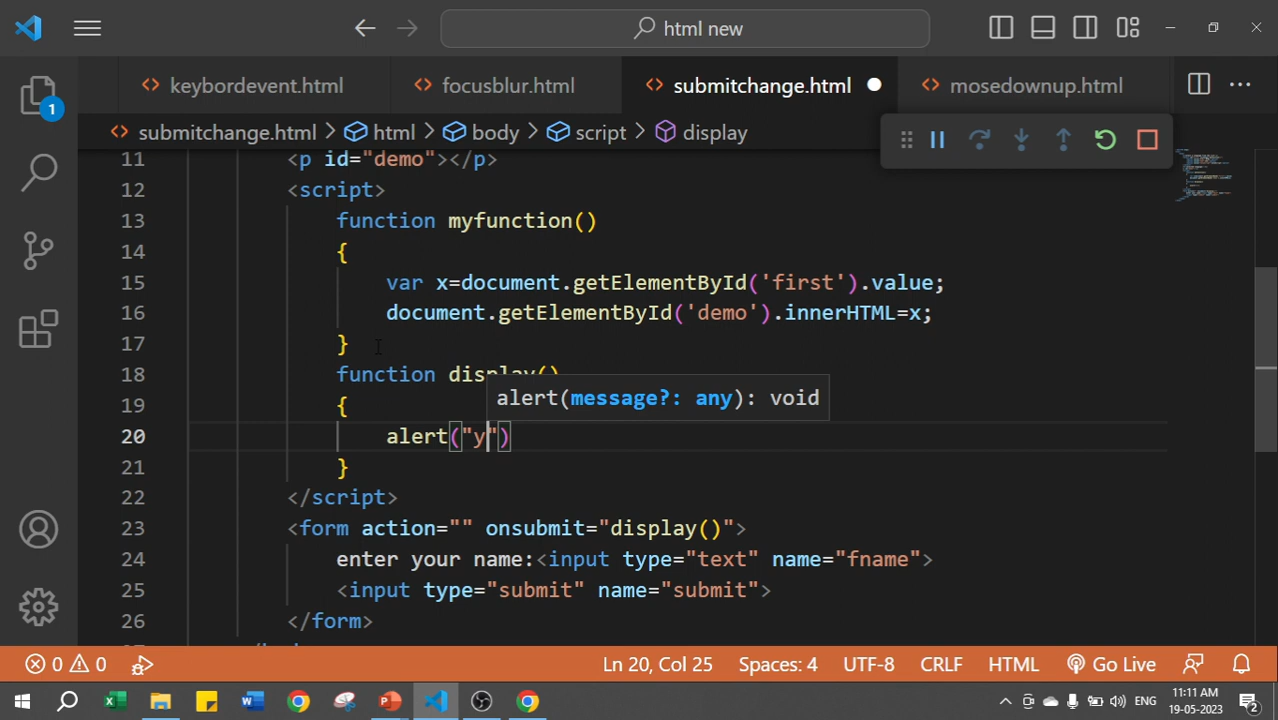 html new
keybordevent.html
focusblur.html
submitchange.html
mosedownup.html
1
submitchange.html > html > body > script > display
11 <p id="demo"></p>
12 <script>
13 function myfunction()
14 {
15 var x=document.getElementById('first').value;
16 document.getElementById('demo').innerHTML=x;
17 }
18 function display()
alert(message?: any): void
19 {
20 alert("y")
21 }
22 </script>
23 <form action="" onsubmit="display()">
24 enter your name:<input type="text" name="fname">
25 <input type="submit" name="submit">
26 </form>
0 0 Ln 20, Col 25 Spaces: 4 UTF-8 CRLF HTML Go Live
ENG
11:11 AM
19-05-2023
2